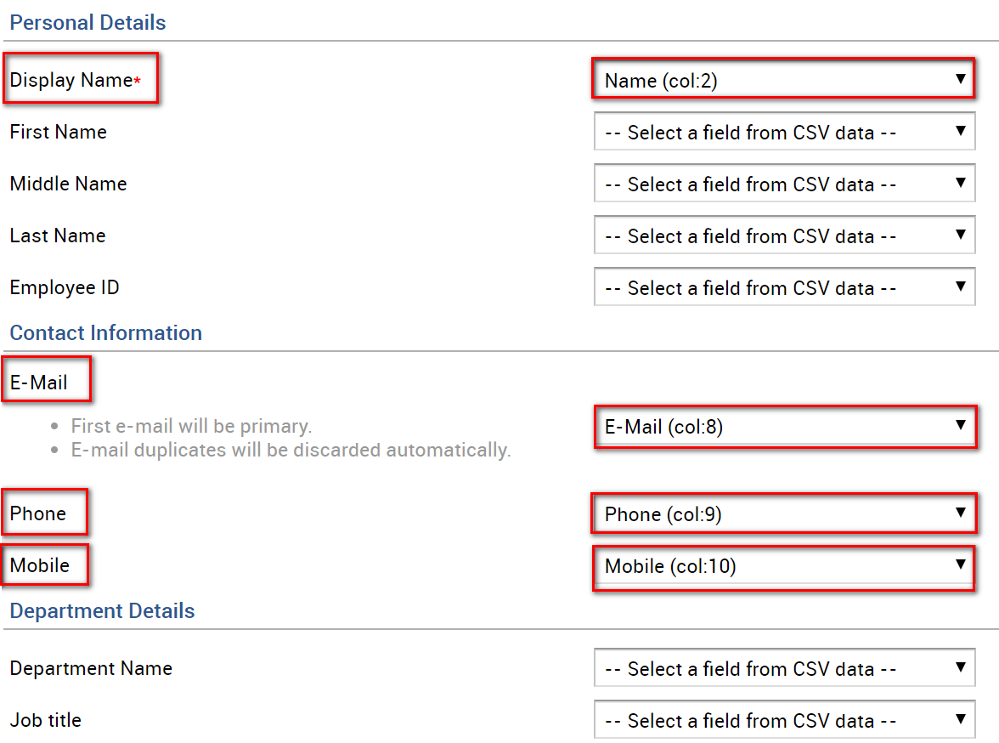 Personal Details
Display Name* Name (col:2)
First Name -- Select a field from CSV data --
Middle Name -- Select a field from CSV data --
Last Name -- Select a field from CSV data --
Employee ID -- Select a field from CSV data --
Contact Information
E-Mail
• First e-mail will be primary. E-Mail (col:8)
• E-mail duplicates will be discarded automatically.
Phone Phone (col:9)
Mobile Mobile (col:10)
Department Details
Department Name -- Select a field from CSV data --
Job title -- Select a field from CSV data --